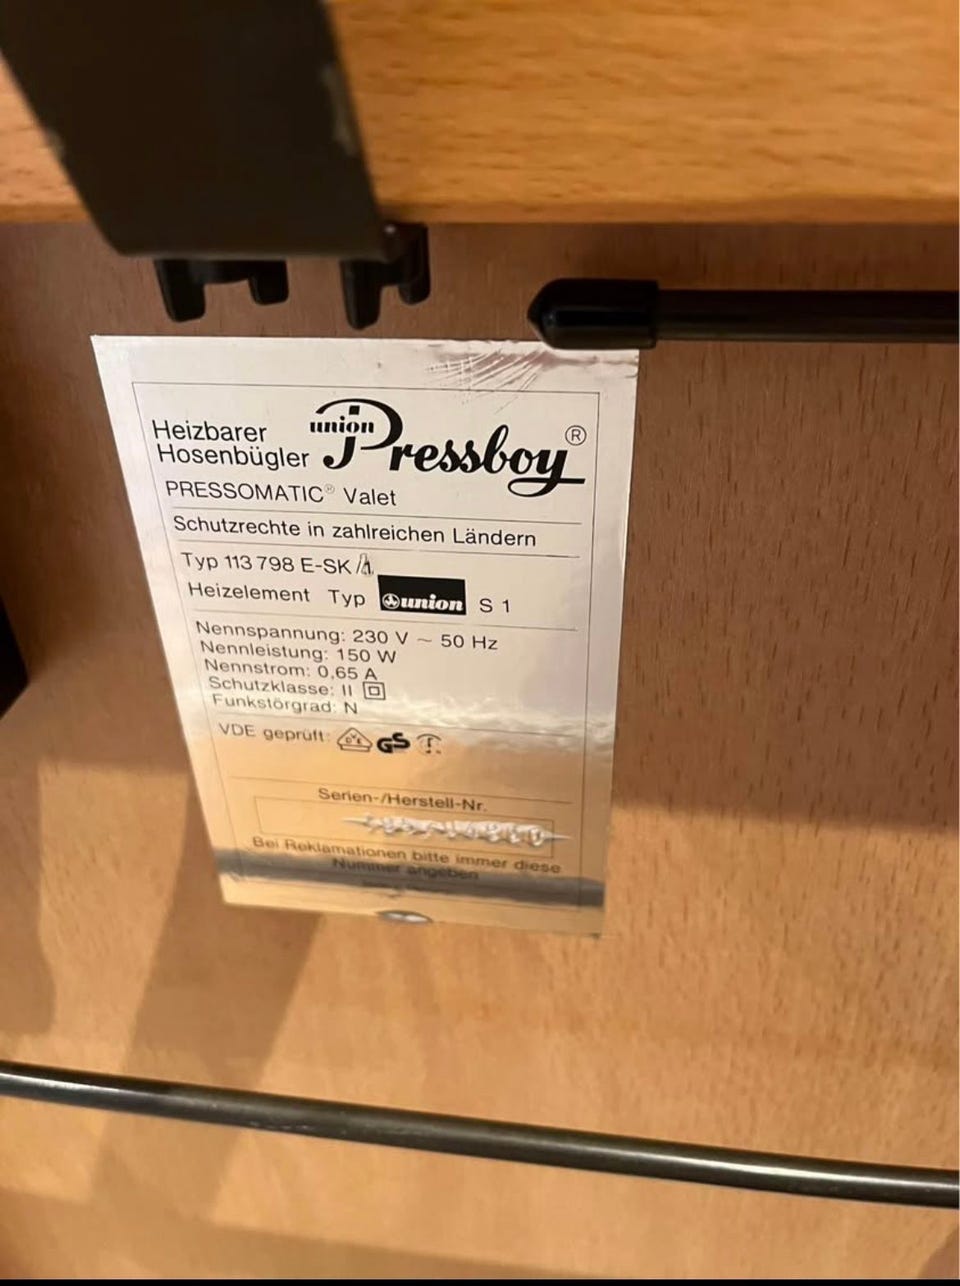 Heizbarer
Hosenbügler
union
Pressboy ®
PRESSOMATIC® Valet
Schutzrechte in zahlreichen Ländern
Typ 113 798 E-SK /1
Heizelement Typ union S 1
Nennspannung: 230 V ~ 50 Hz
Nennleistung: 150 W
Nennstrom: 0,65 A
Schutzklasse: II
Funkstörgrad: N
VDE geprüft: VDE GS
Serien-/Herstell-Nr.
Bei Reklamationen bitte immer diese
Nummer angeben